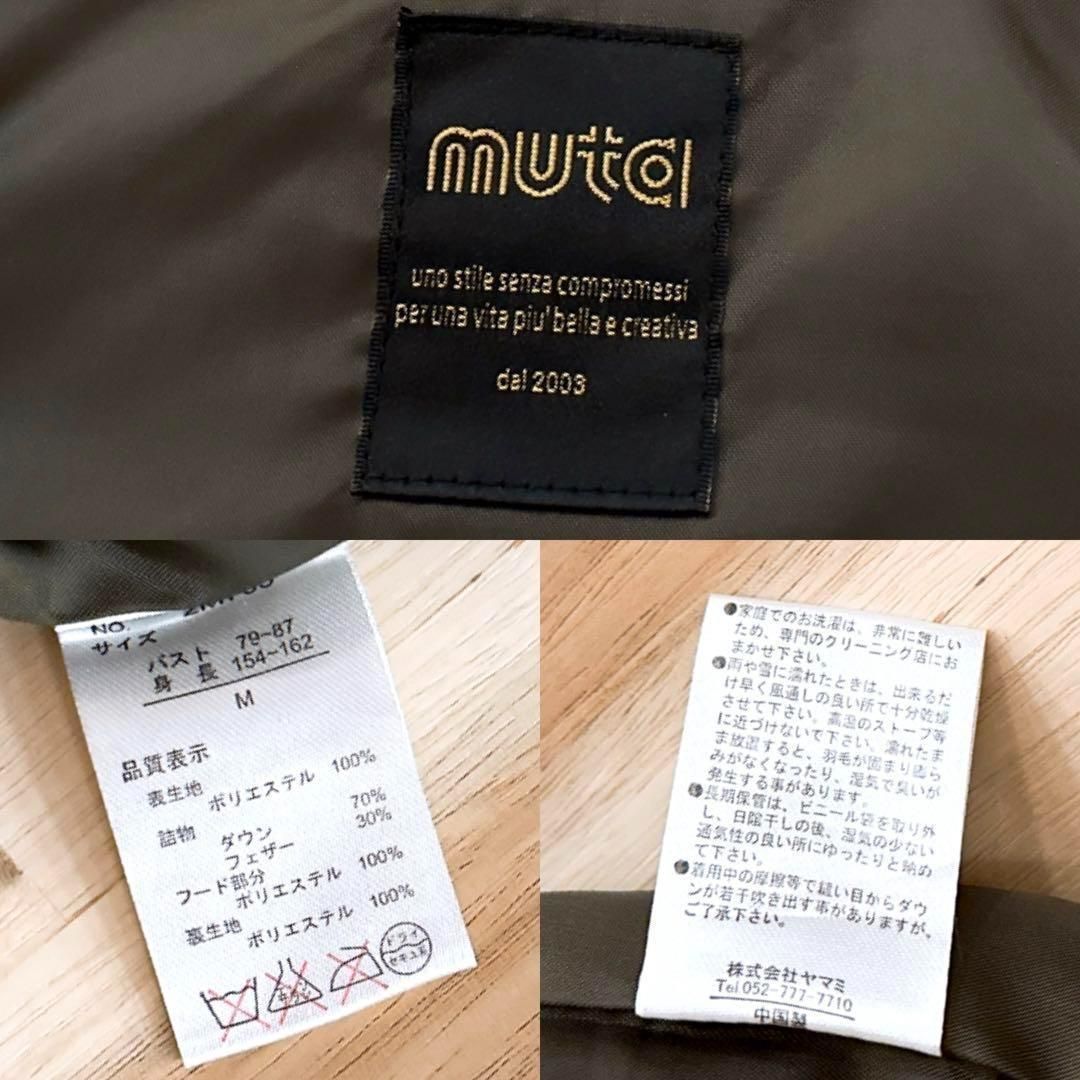 muta
uno stile senza compromessi
per una vita piu' bella e creativa
dal 2003
NO.
サイズ
バスト 79~87
身長 154~162
M
品質表示
表生地
ポリエステル 100%
詰物
ダウン 70%
フェザー 30%
フード部分
ポリエステル 100%
裏生地
ポリエステル 100%
ドライ
セキユ系
●家庭でのお洗濯は、非常に難しい
ため、専門のクリーニング店にお
まかせ下さい。
●雨や雪に濡れたときは、出来るだ
け早く風通しの良い所で十分乾燥
させて下さい。高温のストーブ等
に近づけないで下さい。濡れたま
ま放置すると、羽毛が固まり膨ら
みがなくなったり、湿気で臭いが
発生する事があります。
●長期保管は、ビニール袋を取り外
し、日陰干しの後、湿気の少ない
通気性の良い所にゆったりと納め
て下さい。
●着用中の摩擦等で縫い目からダウ
ンが若干吹き出す事がありますが、
ご了承下さい。
株式会社ヤマミ
Tel.052-777-7710
中国製